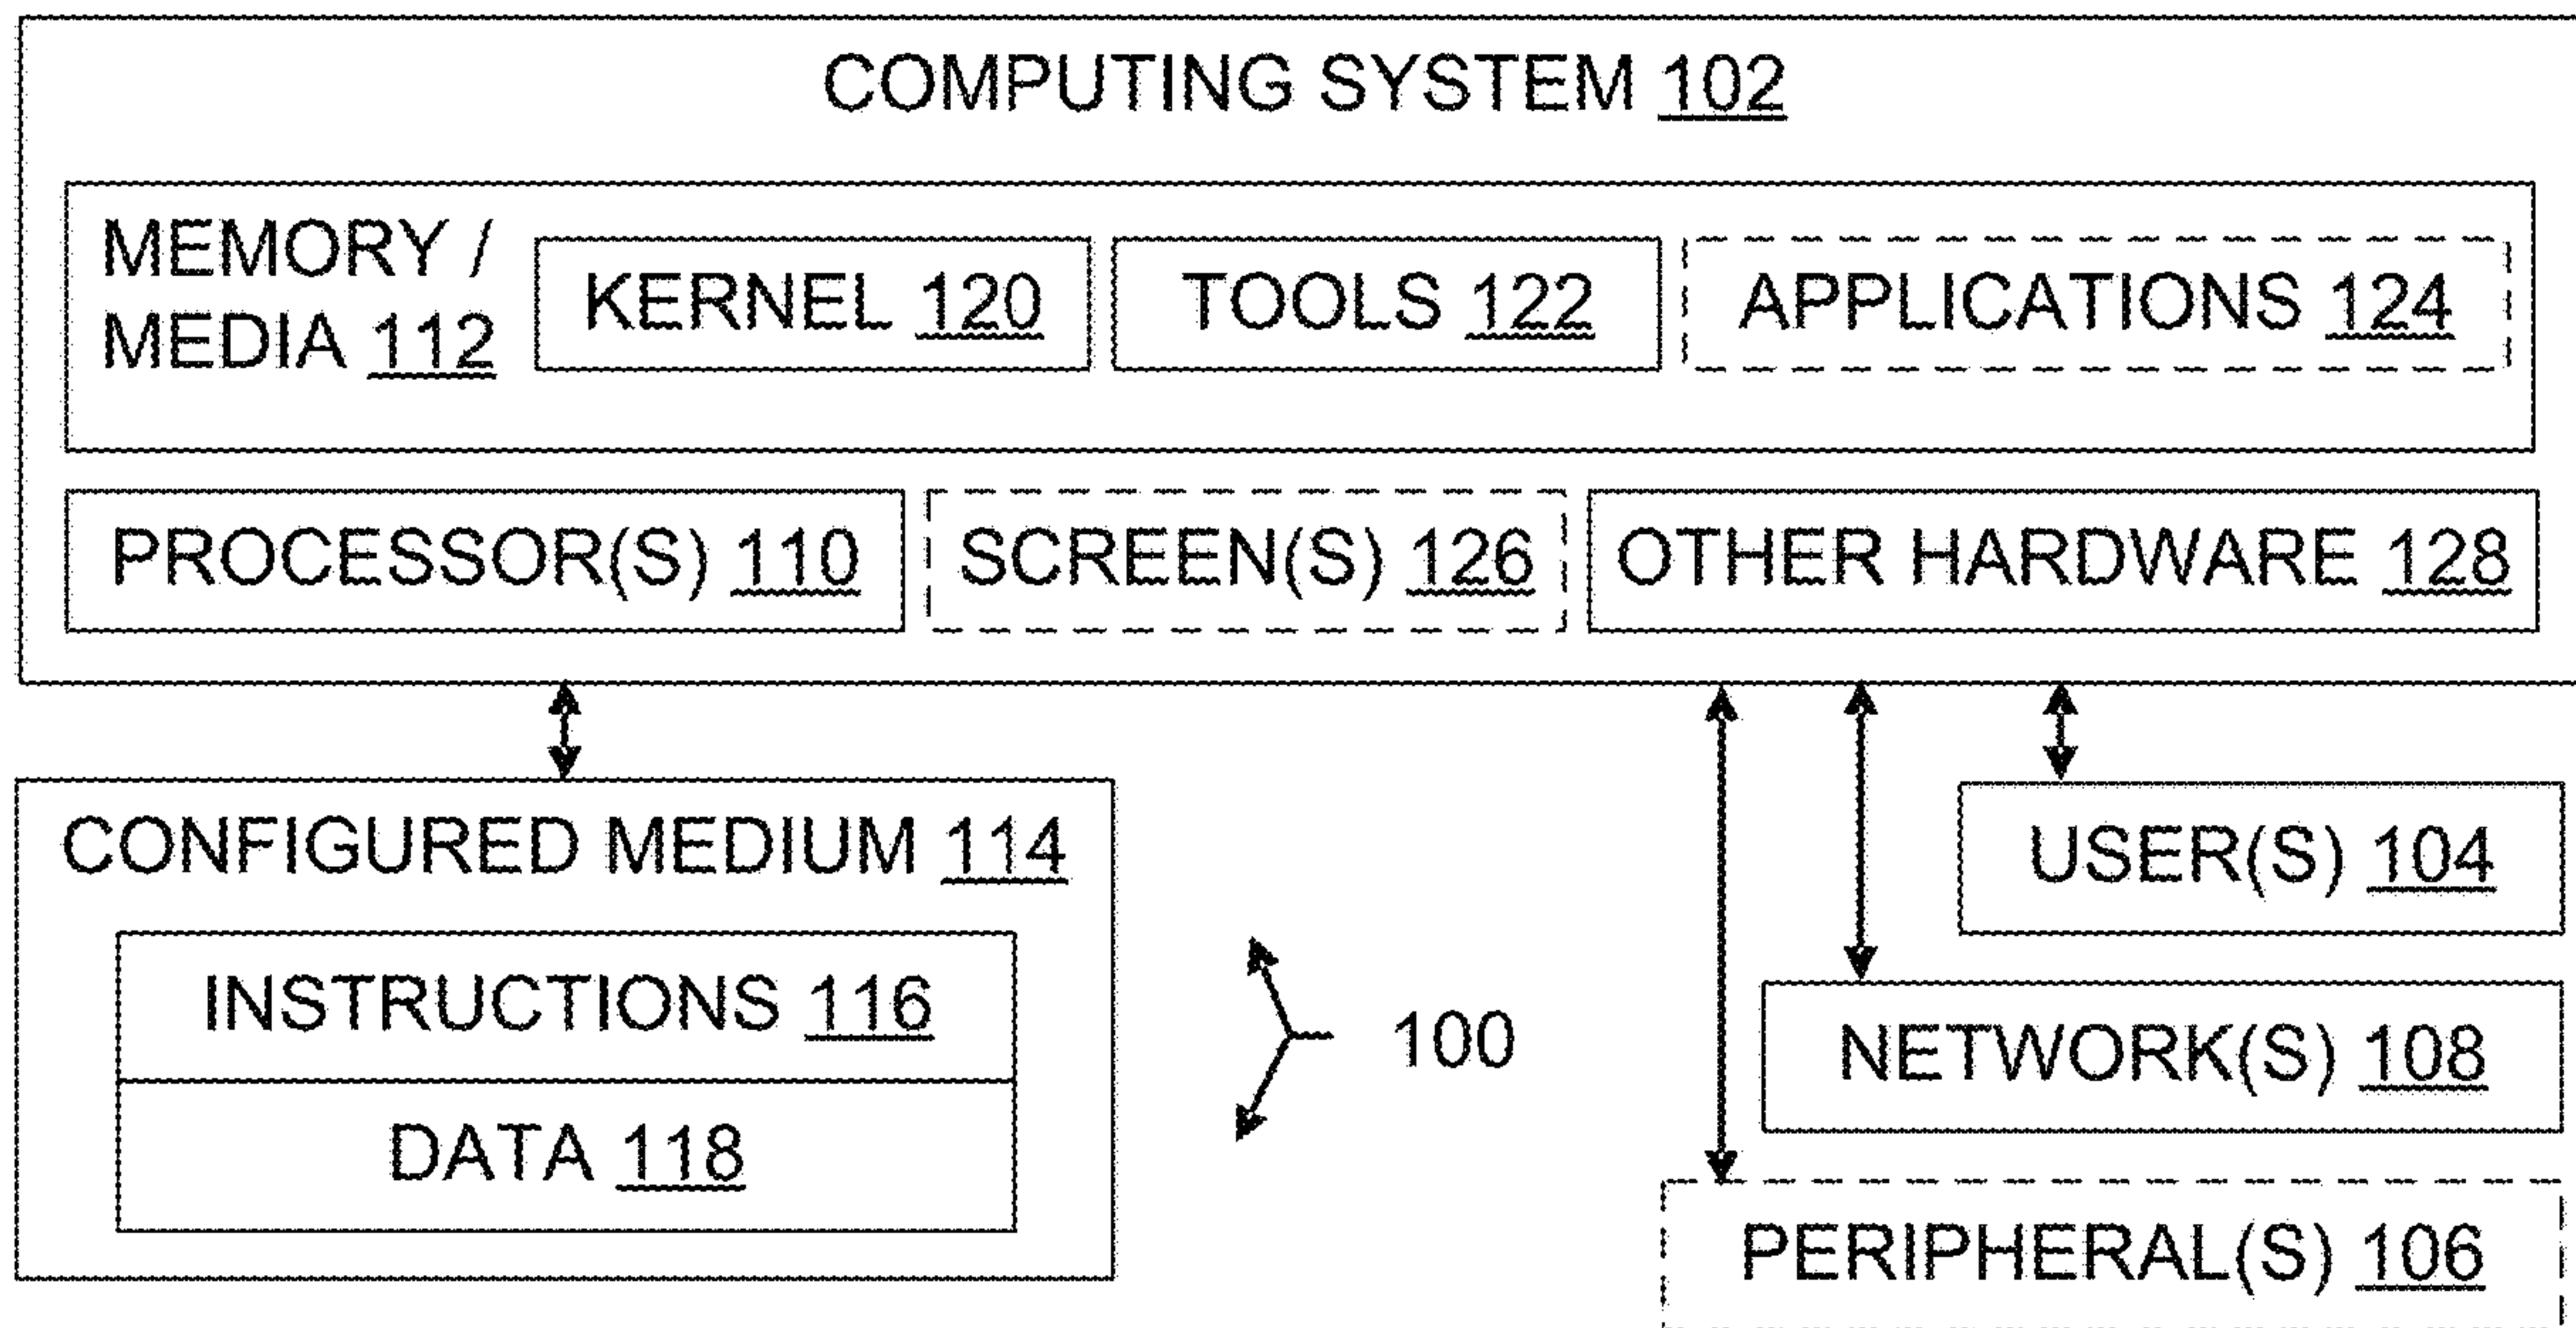 COMPUTING SYSTEM 102
MEMORY /
MEDIA 112
KERNEL 120
TOOLS 122
APPLICATIONS 124
PROCESSOR(S) 110
SCREEN(S) 126
OTHER HARDWARE 128
CONFIGURED MEDIUM 114
INSTRUCTIONS 116
DATA 118
100
USER(S) 104
NETWORK(S) 108
PERIPHERAL(S) 106